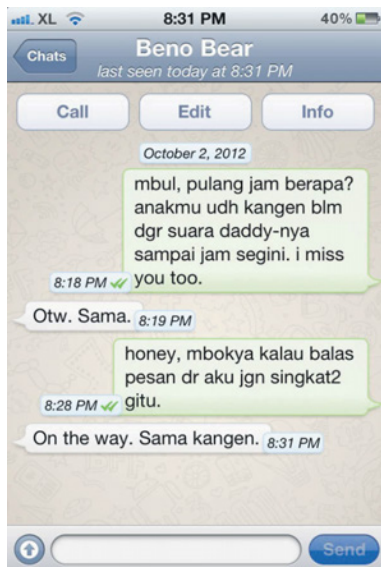 XL 8:31 PM 40%
Chats Beno Bear
last seen today at 8:31 PM
Call Edit Info
October 2, 2012
mbul, pulang jam berapa?
anakmu udh kangen blm
dgr suara daddy-nya
sampai jam segini. i miss
8:18 PM you too.
Otw. Sama. 8:19 PM
honey, mbokya kalau balas
pesan dr aku jgn singkat2
8:28 PM gitu.
On the way. Sama kangen. 8:31 PM
Send